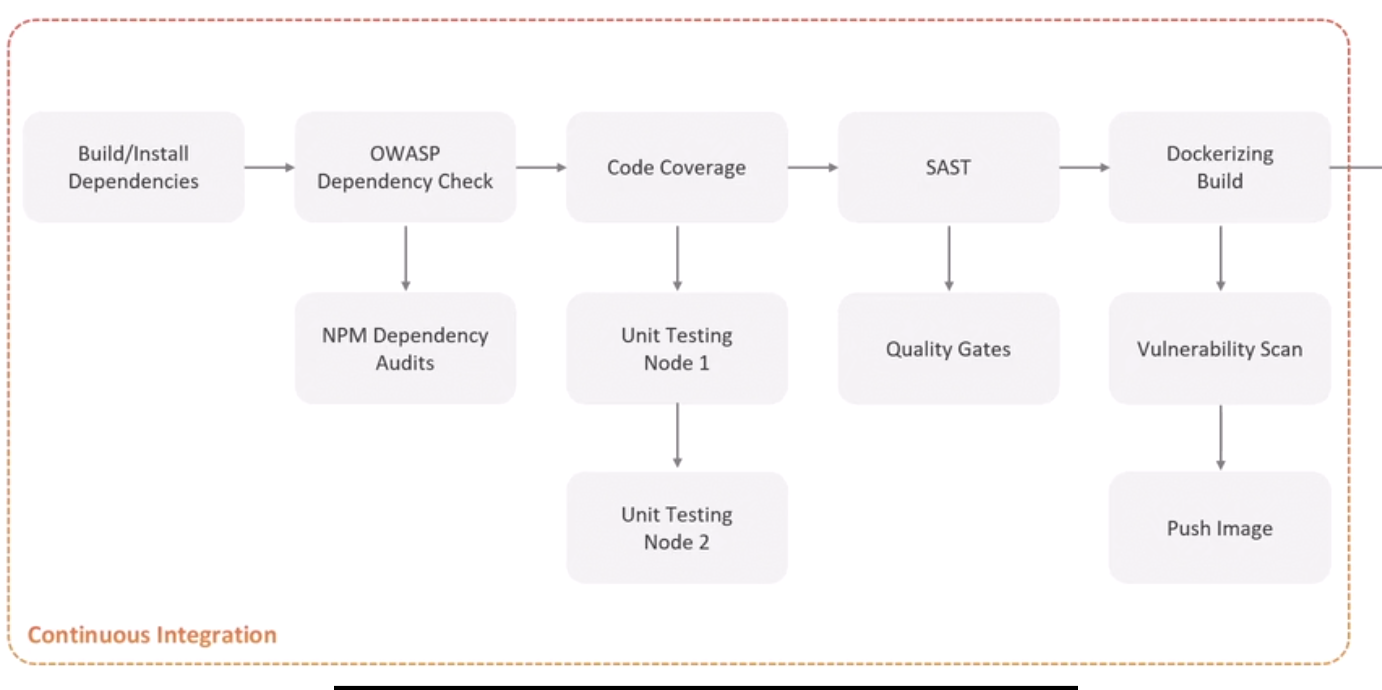 Build/Install
Dependencies
OWASP
Dependency Check
Code Coverage
SAST
Dockerizing
Build
NPM Dependency
Audits
Unit Testing
Node 1
Quality Gates
Vulnerability Scan
Unit Testing
Node 2
Push Image
Continuous Integration